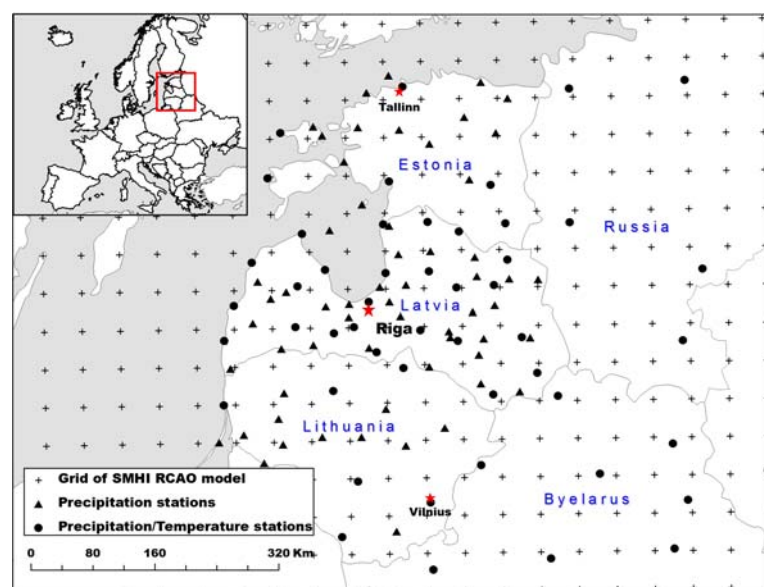 Tallinn
Estonia
Russia
Latvia
Riga
Lithuania
Vilpius
Byelarus
Grid of SMHI RCAO model
Precipitation stations
Precipitation/Temperature stations
0 80 160 320 Km